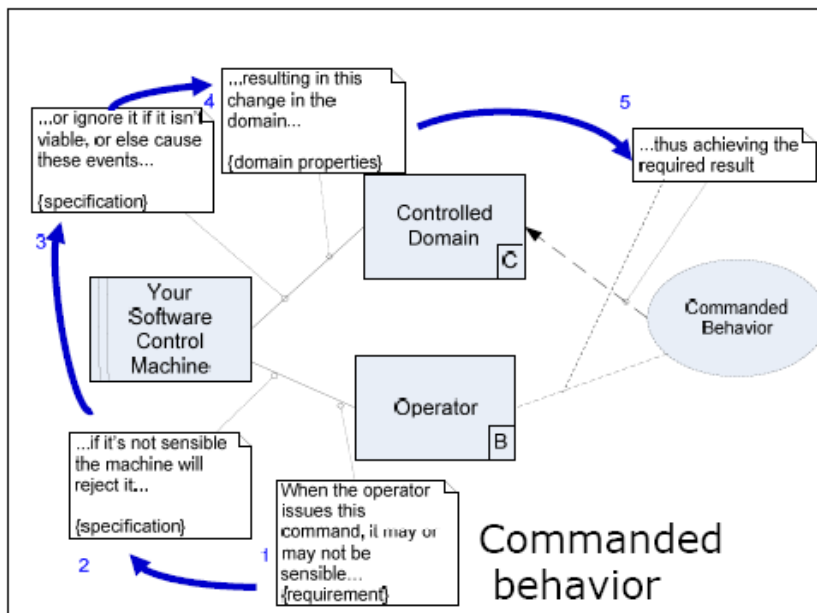 4
...resulting in this
change in the
domain...
{domain properties}
5
...or ignore it if it isn't
viable, or else cause
these events...
{specification}
...thus achieving the
required result
3
Controlled
Domain
C
Your
Software
Control
Machine
Commanded
Behavior
Operator
B
...if it's not sensible
the machine will
reject it...
{specification}
2
1
When the operator
issues this
command, it may or
may not be
sensible...
{requirement}
Commanded
behavior